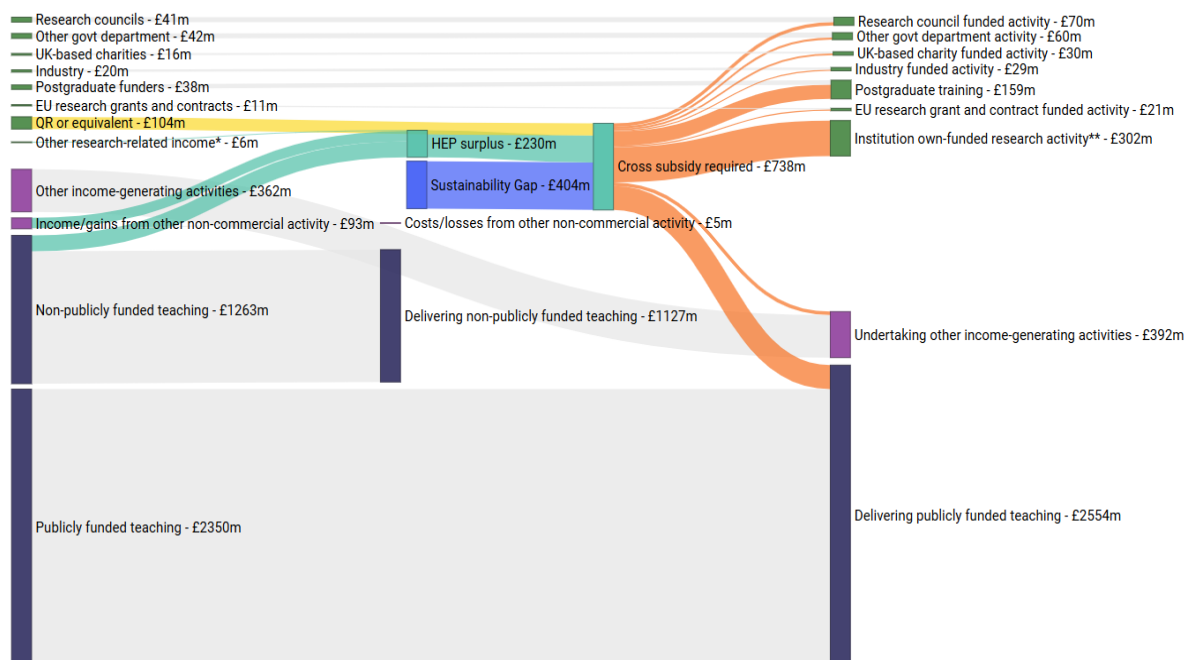 Research councils - £41m
Other govt department - £42m
UK-based charities - £16m
Industry - £20m
Postgraduate funders - £38m
EU research grants and contracts - £11m
QR or equivalent - £104m
Other research-related income* - £6m
Other income-generating activities - £362m
Income/gains from other non-commercial activity - £93m
Non-publicly funded teaching - £1263m
Publicly funded teaching - £2350m
HEP surplus - £230m
Sustainability Gap - £404m
Costs/losses from other non-commercial activity - £5m
Delivering non-publicly funded teaching - £1127m
Cross subsidy required - £738m
Research council funded activity - £70m
Other govt department activity - £60m
UK-based charity funded activity - £30m
Industry funded activity - £29m
Postgraduate training - £159m
EU research grant and contract funded activity - £21m
Institution own-funded research activity** - £302m
Undertaking other income-generating activities - £392m
Delivering publicly funded teaching - £2554m